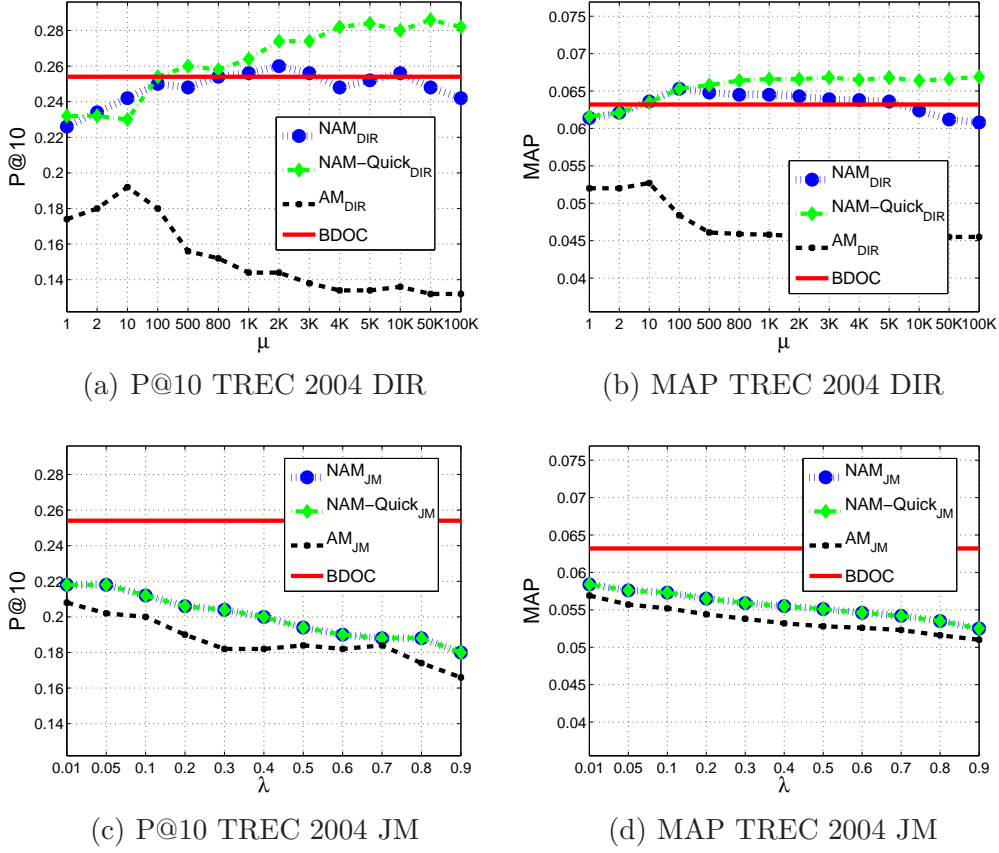 P@10
0.28
0.26
0.24
0.22
0.2
0.18
0.16
0.14
NAM_DIR
NAM−Quick_DIR
AM_DIR
BDOC
1 2 10 100 500 800 1K 2K 3K 4K 5K 10K 50K 100K
μ
(a) P@10 TREC 2004 DIR
MAP
0.075
0.07
0.065
0.06
0.055
0.05
0.045
0.04
NAM_DIR
NAM−Quick_DIR
AM_DIR
BDOC
1 2 10 100 500 800 1K 2K 3K 4K 5K 10K 50K 100K
μ
(b) MAP TREC 2004 DIR
P@10
0.28
0.26
0.24
0.22
0.2
0.18
0.16
0.14
NAM_JM
NAM−Quick_JM
AM_JM
BDOC
0.01 0.05 0.1 0.2 0.3 0.4 0.5 0.6 0.7 0.8 0.9
λ
(c) P@10 TREC 2004 JM
MAP
0.075
0.07
0.065
0.06
0.055
0.05
0.045
0.04
NAM_JM
NAM−Quick_JM
AM_JM
BDOC
0.01 0.05 0.1 0.2 0.3 0.4 0.5 0.6 0.7 0.8 0.9
λ
(d) MAP TREC 2004 JM